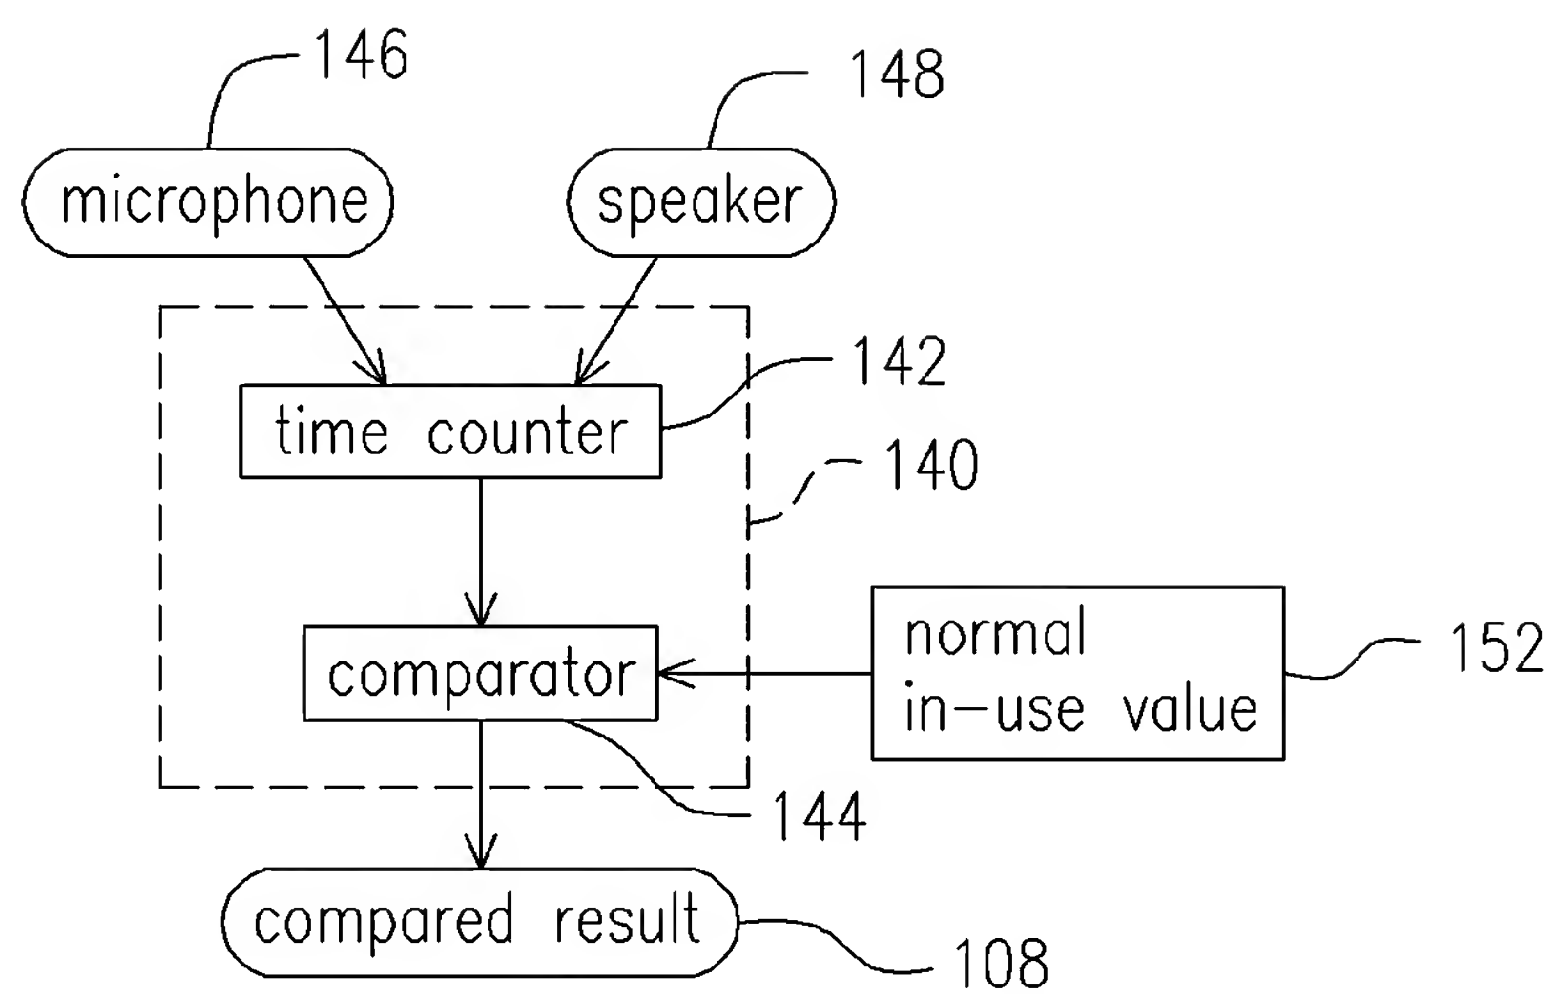 146
148
microphone
speaker
142
time counter
140
normal
in-use value
152
comparator
144
compared result
108